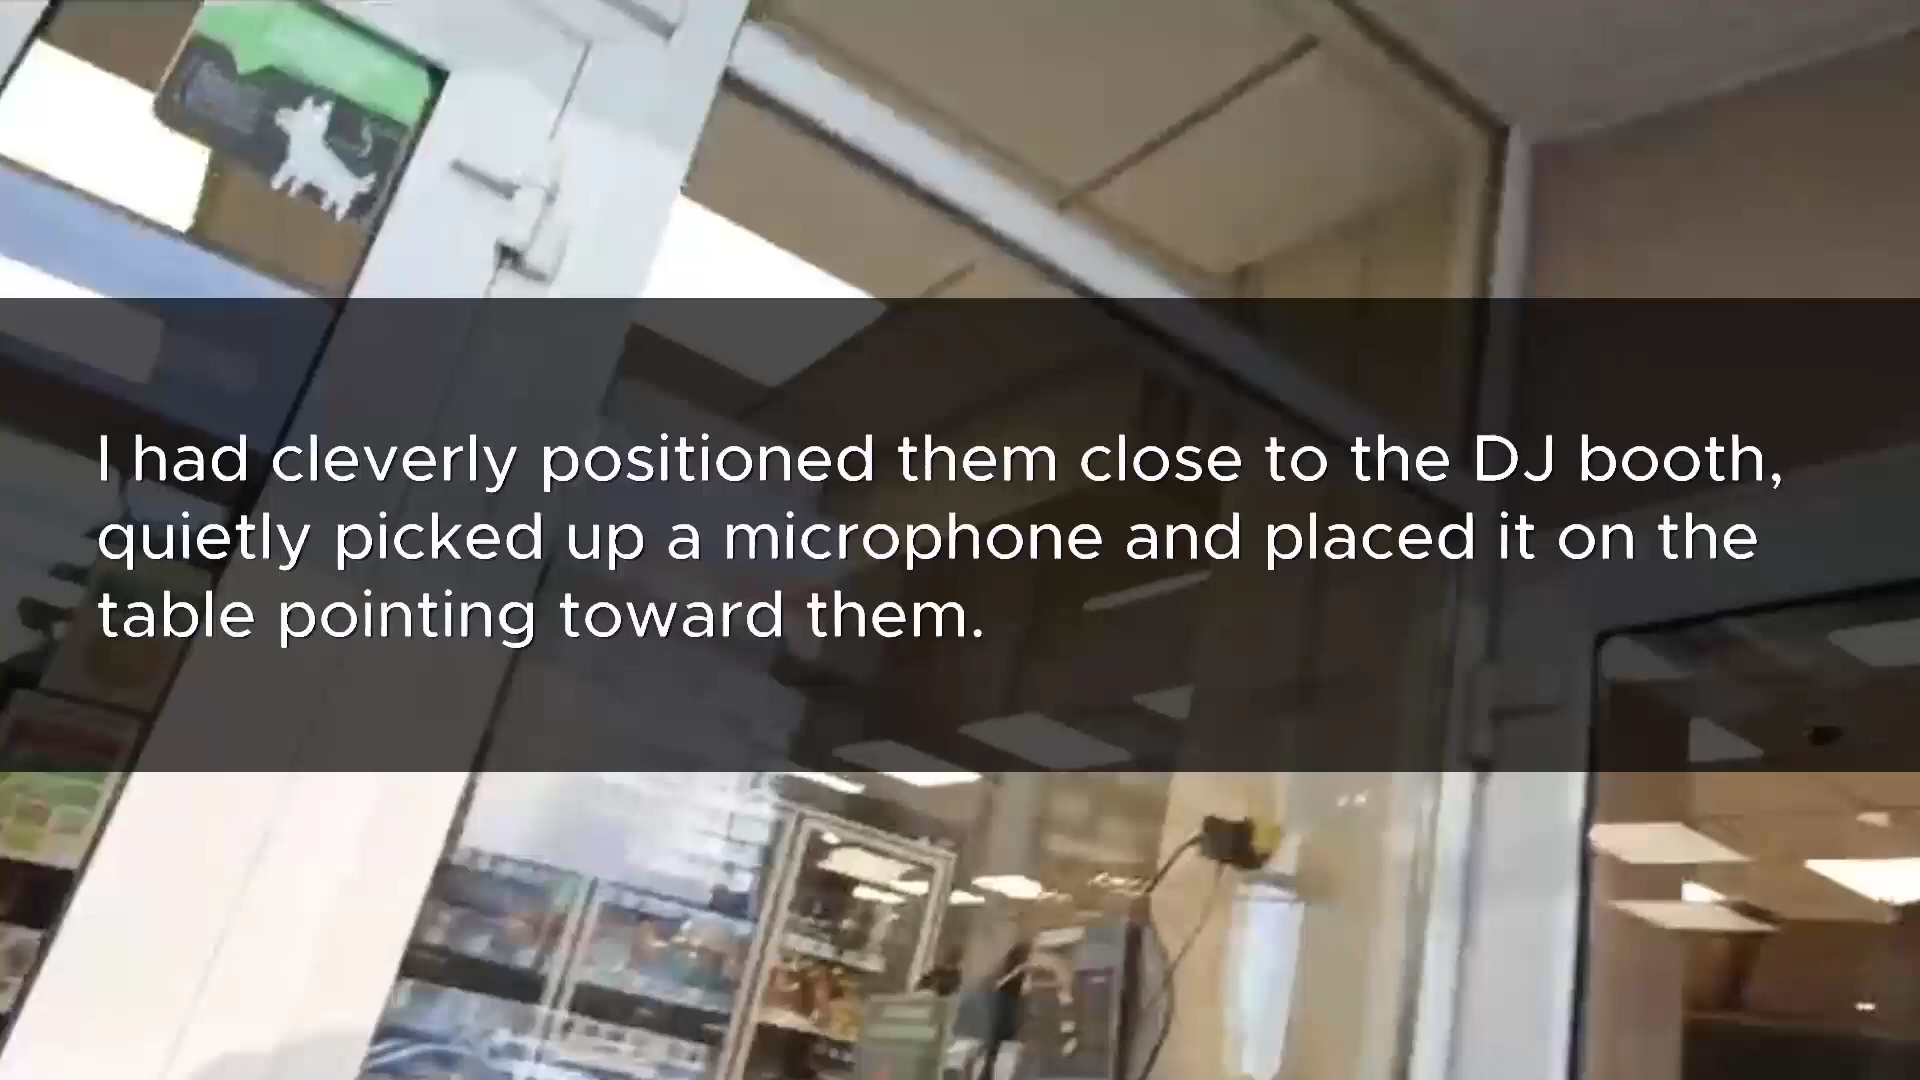 I had cleverly positioned them close to the DJ booth,
quietly picked up a microphone and placed it on the
table pointing toward them.